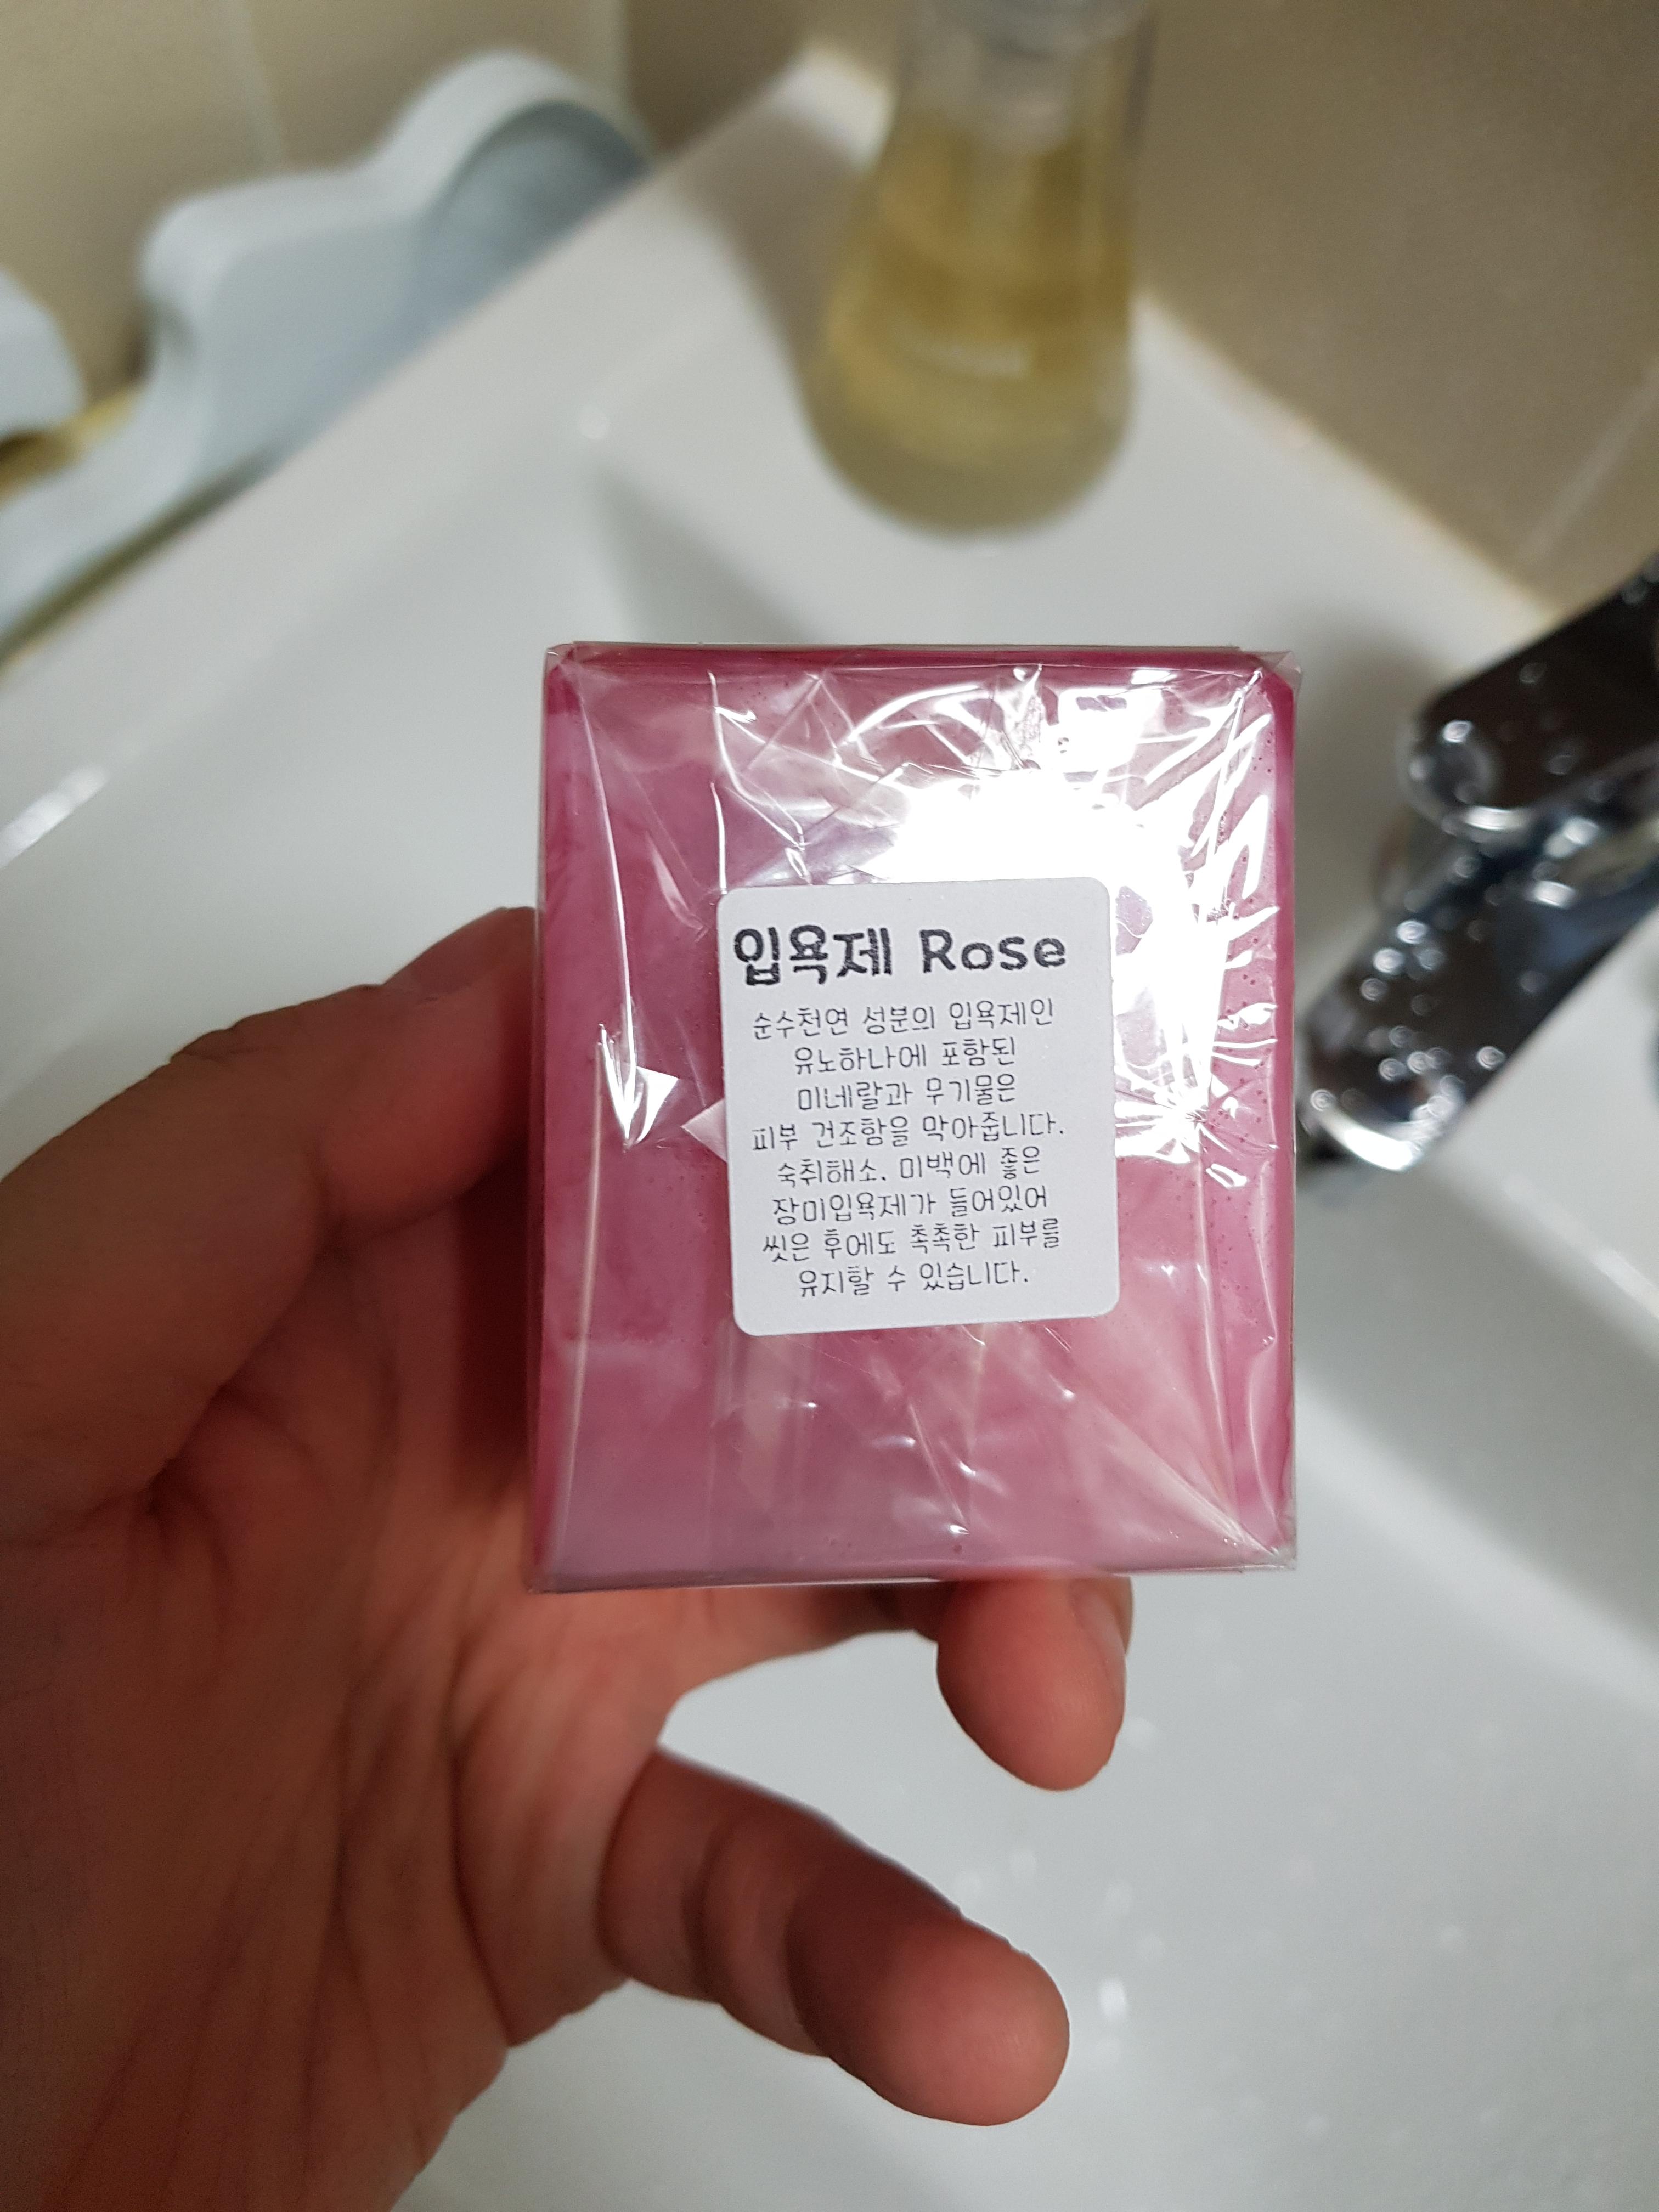 입욕제 Rose
순수천연 성분의 입욕제인
유노하나에 포함된
미네랄과 무기물은
피부 건조함을 막아줍니다.
숙취해소, 미백에 좋은
장미입욕제가 들어있어
씻은 후에도 촉촉한 피부를
유지할 수 있습니다.